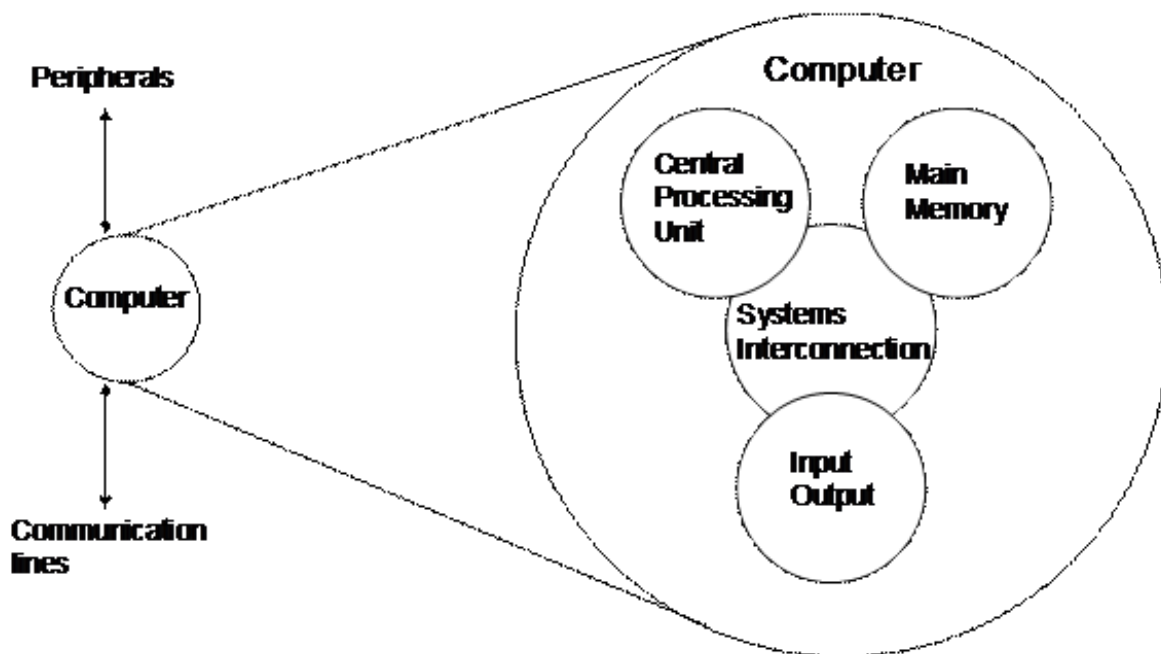 Peripherals
Computer
Communication
lines
Computer
Central
Processing
Unit
Main
Memory
Systems
Interconnection
Input
Output